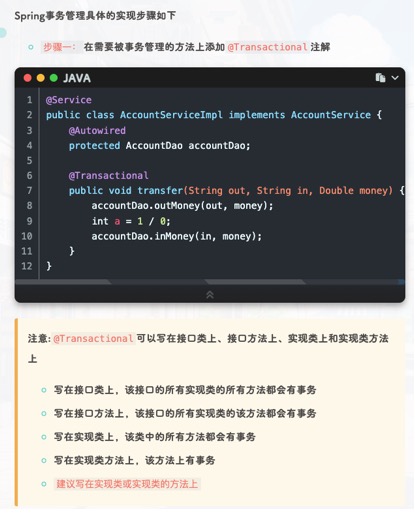 Spring事务管理具体的实现步骤如下
步骤一： 在需要被事务管理的方法上添加 @Transactional 注解
JAVA
1 @Service
2 public class AccountServiceImpl implements AccountService {
3     @Autowired
4     protected AccountDao accountDao;
5
6     @Transactional
7     public void transfer(String out, String in, Double money) {
8         accountDao.outMoney(out, money);
9         int a = 1 / 0;
10         accountDao.inMoney(in, money);
11     }
12 }
注意: @Transactional 可以写在接口类上、接口方法上、实现类上和实现类方法
上
写在接口类上，该接口的所有实现类的所有方法都会有事务
写在接口方法上，该接口的所有实现类的该方法都会有事务
写在实现类上，该类中的所有方法都会有事务
写在实现类方法上，该方法上有事务
建议写在实现类或实现类的方法上